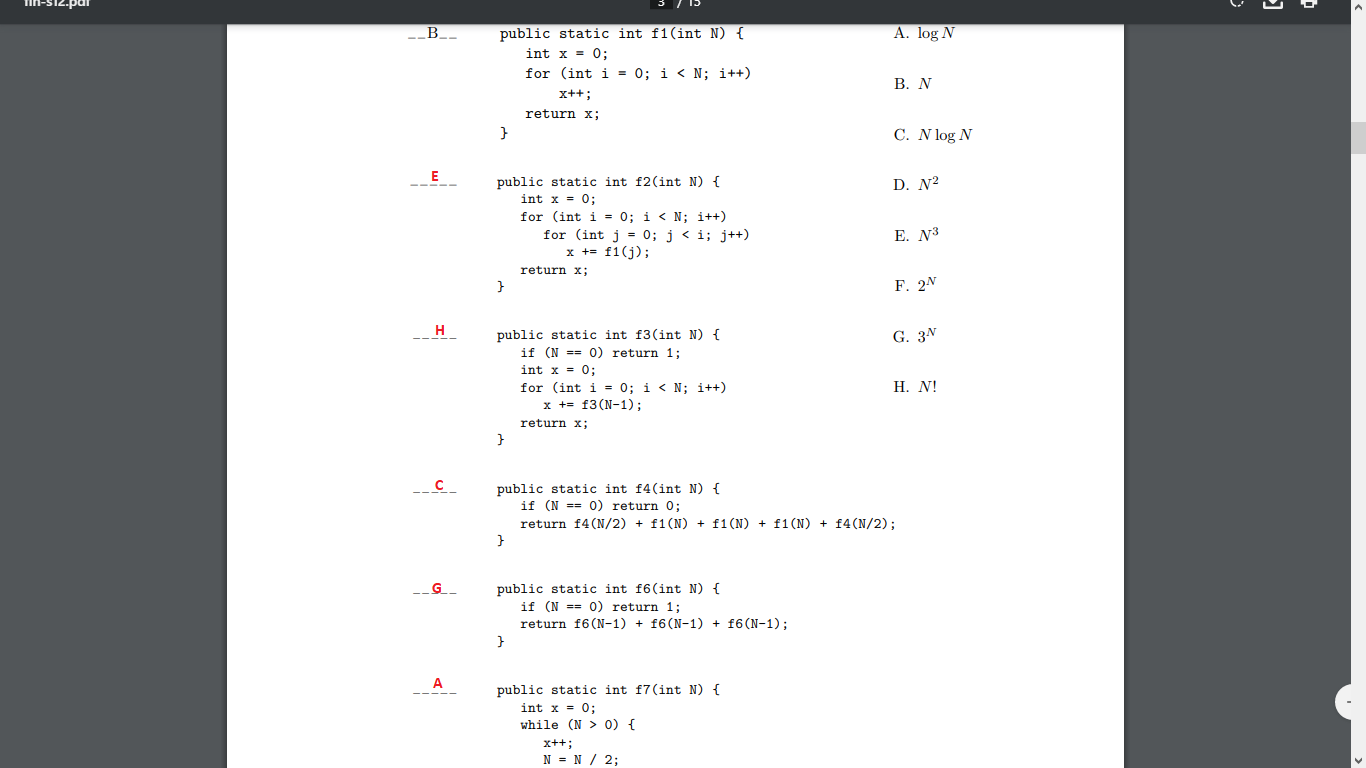 fin-s12.pdf 3 / 15
__B__ public static int f1(int N) { A. log N
int x = 0;
for (int i = 0; i < N; i++)
B. N
x++;
return x;
} C. N log N
__E__ public static int f2(int N) { D. N²
int x = 0;
for (int i = 0; i < N; i++)
for (int j = 0; j < i; j++) E. N³
x += f1(j);
return x;
} F. 2ᴺ
__H__ public static int f3(int N) { G. 3ᴺ
if (N == 0) return 1;
int x = 0;
for (int i = 0; i < N; i++) H. N!
x += f3(N-1);
return x;
}
__C__ public static int f4(int N) {
if (N == 0) return 0;
return f4(N/2) + f1(N) + f1(N) + f1(N) + f4(N/2);
}
__G__ public static int f6(int N) {
if (N == 0) return 1;
return f6(N-1) + f6(N-1) + f6(N-1);
}
__A__ public static int f7(int N) {
int x = 0;
while (N > 0) {
x++;
N = N / 2;